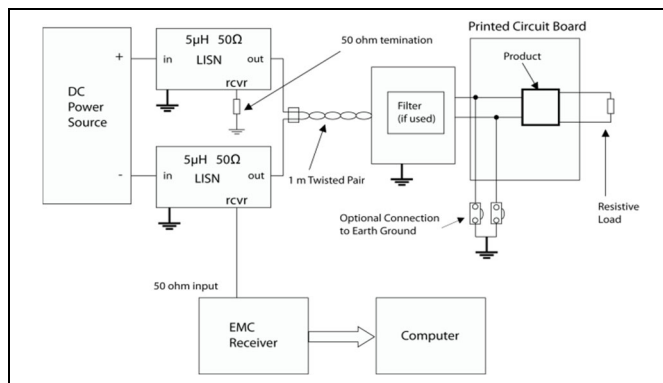 Printed Circuit Board
5µH 50Ω
LISN
in
out
rcvr
50 ohm temination
Product
+
DC
Power
Source
-
Filter
(if used)
5µH 50Ω
LISN
in
out
rcvr
1 m Twisted Pair
Optional Connection
to Earth Ground
Resistive
Load
50 ohm input
EMC
Receiver
Computer